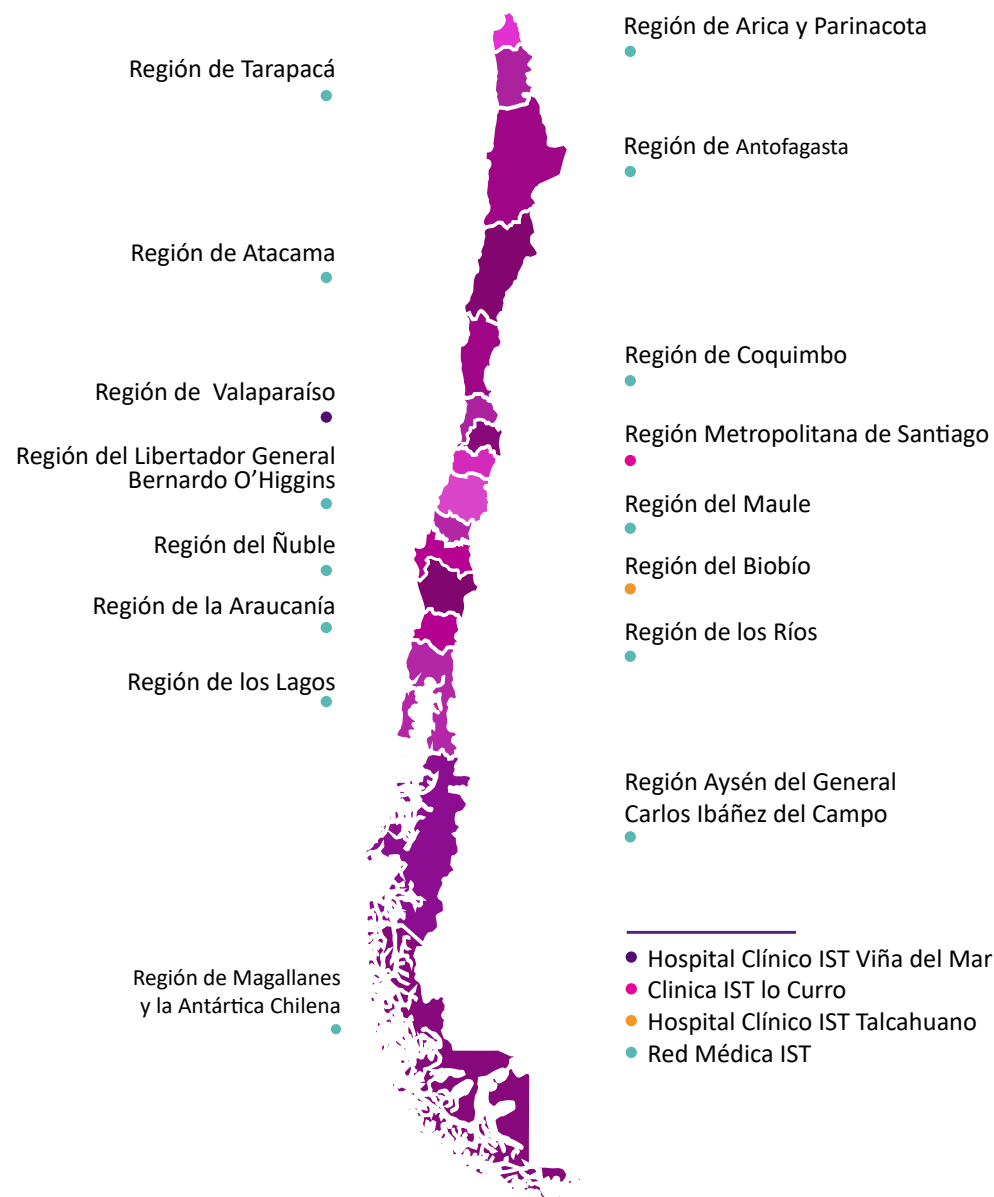 Región de Arica y Parinacota
Región de Tarapacá
Región de Antofagasta
Región de Atacama
Región de Coquimbo
Región de Valparaíso
Región Metropolitana de Santiago
Región del Libertador General
Bernardo O’Higgins
Región del Maule
Región del Ñuble
Región del Biobío
Región de la Araucanía
Región de los Ríos
Región de los Lagos
Región Aysén del General
Carlos Ibáñez del Campo
Región de Magallanes
y la Antártica Chilena
Hospital Clínico IST Viña del Mar
Clinica IST lo Curro
Hospital Clínico IST Talcahuano
Red Médica IST